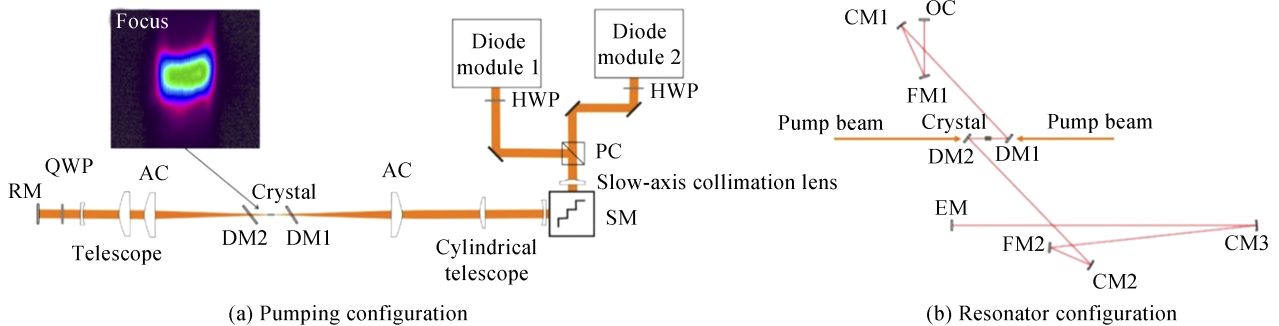 Focus
Diode
module 1
Diode
module 2
HWP
HWP
PC
Slow-axis collimation lens
SM
QWP
RM
AC
Telescope
Crystal
DM2
DM1
AC
Cylindrical
telescope
(a) Pumping configuration
CM1
OC
FM1
Pump beam
Crystal
DM2
DM1
Pump beam
EM
FM2
CM2
CM3
(b) Resonator configuration